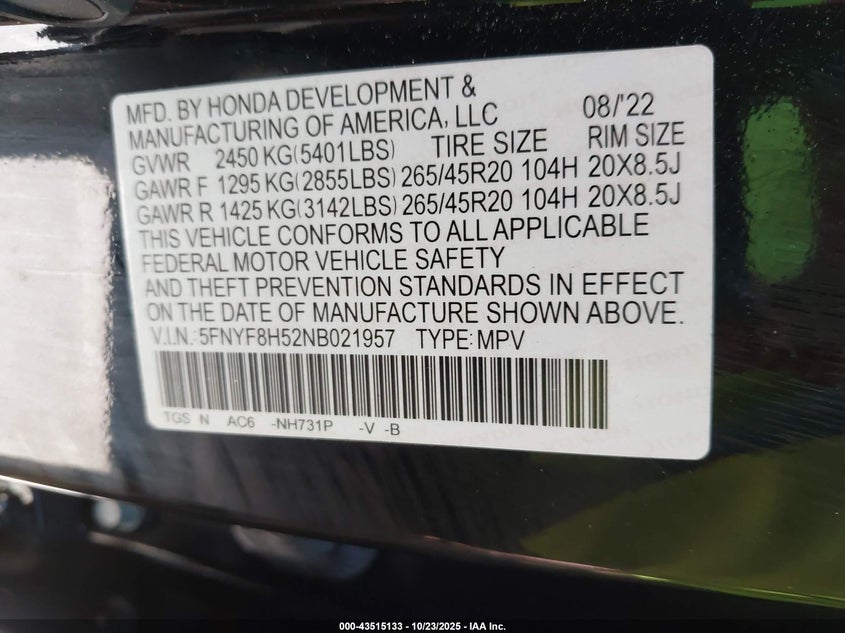 MFD. BY HONDA DEVELOPMENT &
MANUFACTURING OF AMERICA, LLC 08/'22
GVWR 2450 KG(5401LBS) TIRE SIZE RIM SIZE
GAWR F 1295 KG(2855LBS) 265/45R20 104H 20X8.5J
GAWR R 1425 KG(3142LBS) 265/45R20 104H 20X8.5J
THIS VEHICLE CONFORMS TO ALL APPLICABLE
FEDERAL MOTOR VEHICLE SAFETY
AND THEFT PREVENTION STANDARDS IN EFFECT
ON THE DATE OF MANUFACTURE SHOWN ABOVE.
V.I.N.:5FNYF8H52NB021957 TYPE:MPV
TGS N AC6 -NH731P -V -B
000-43515133 - 10/23/2025 - IAA Inc.